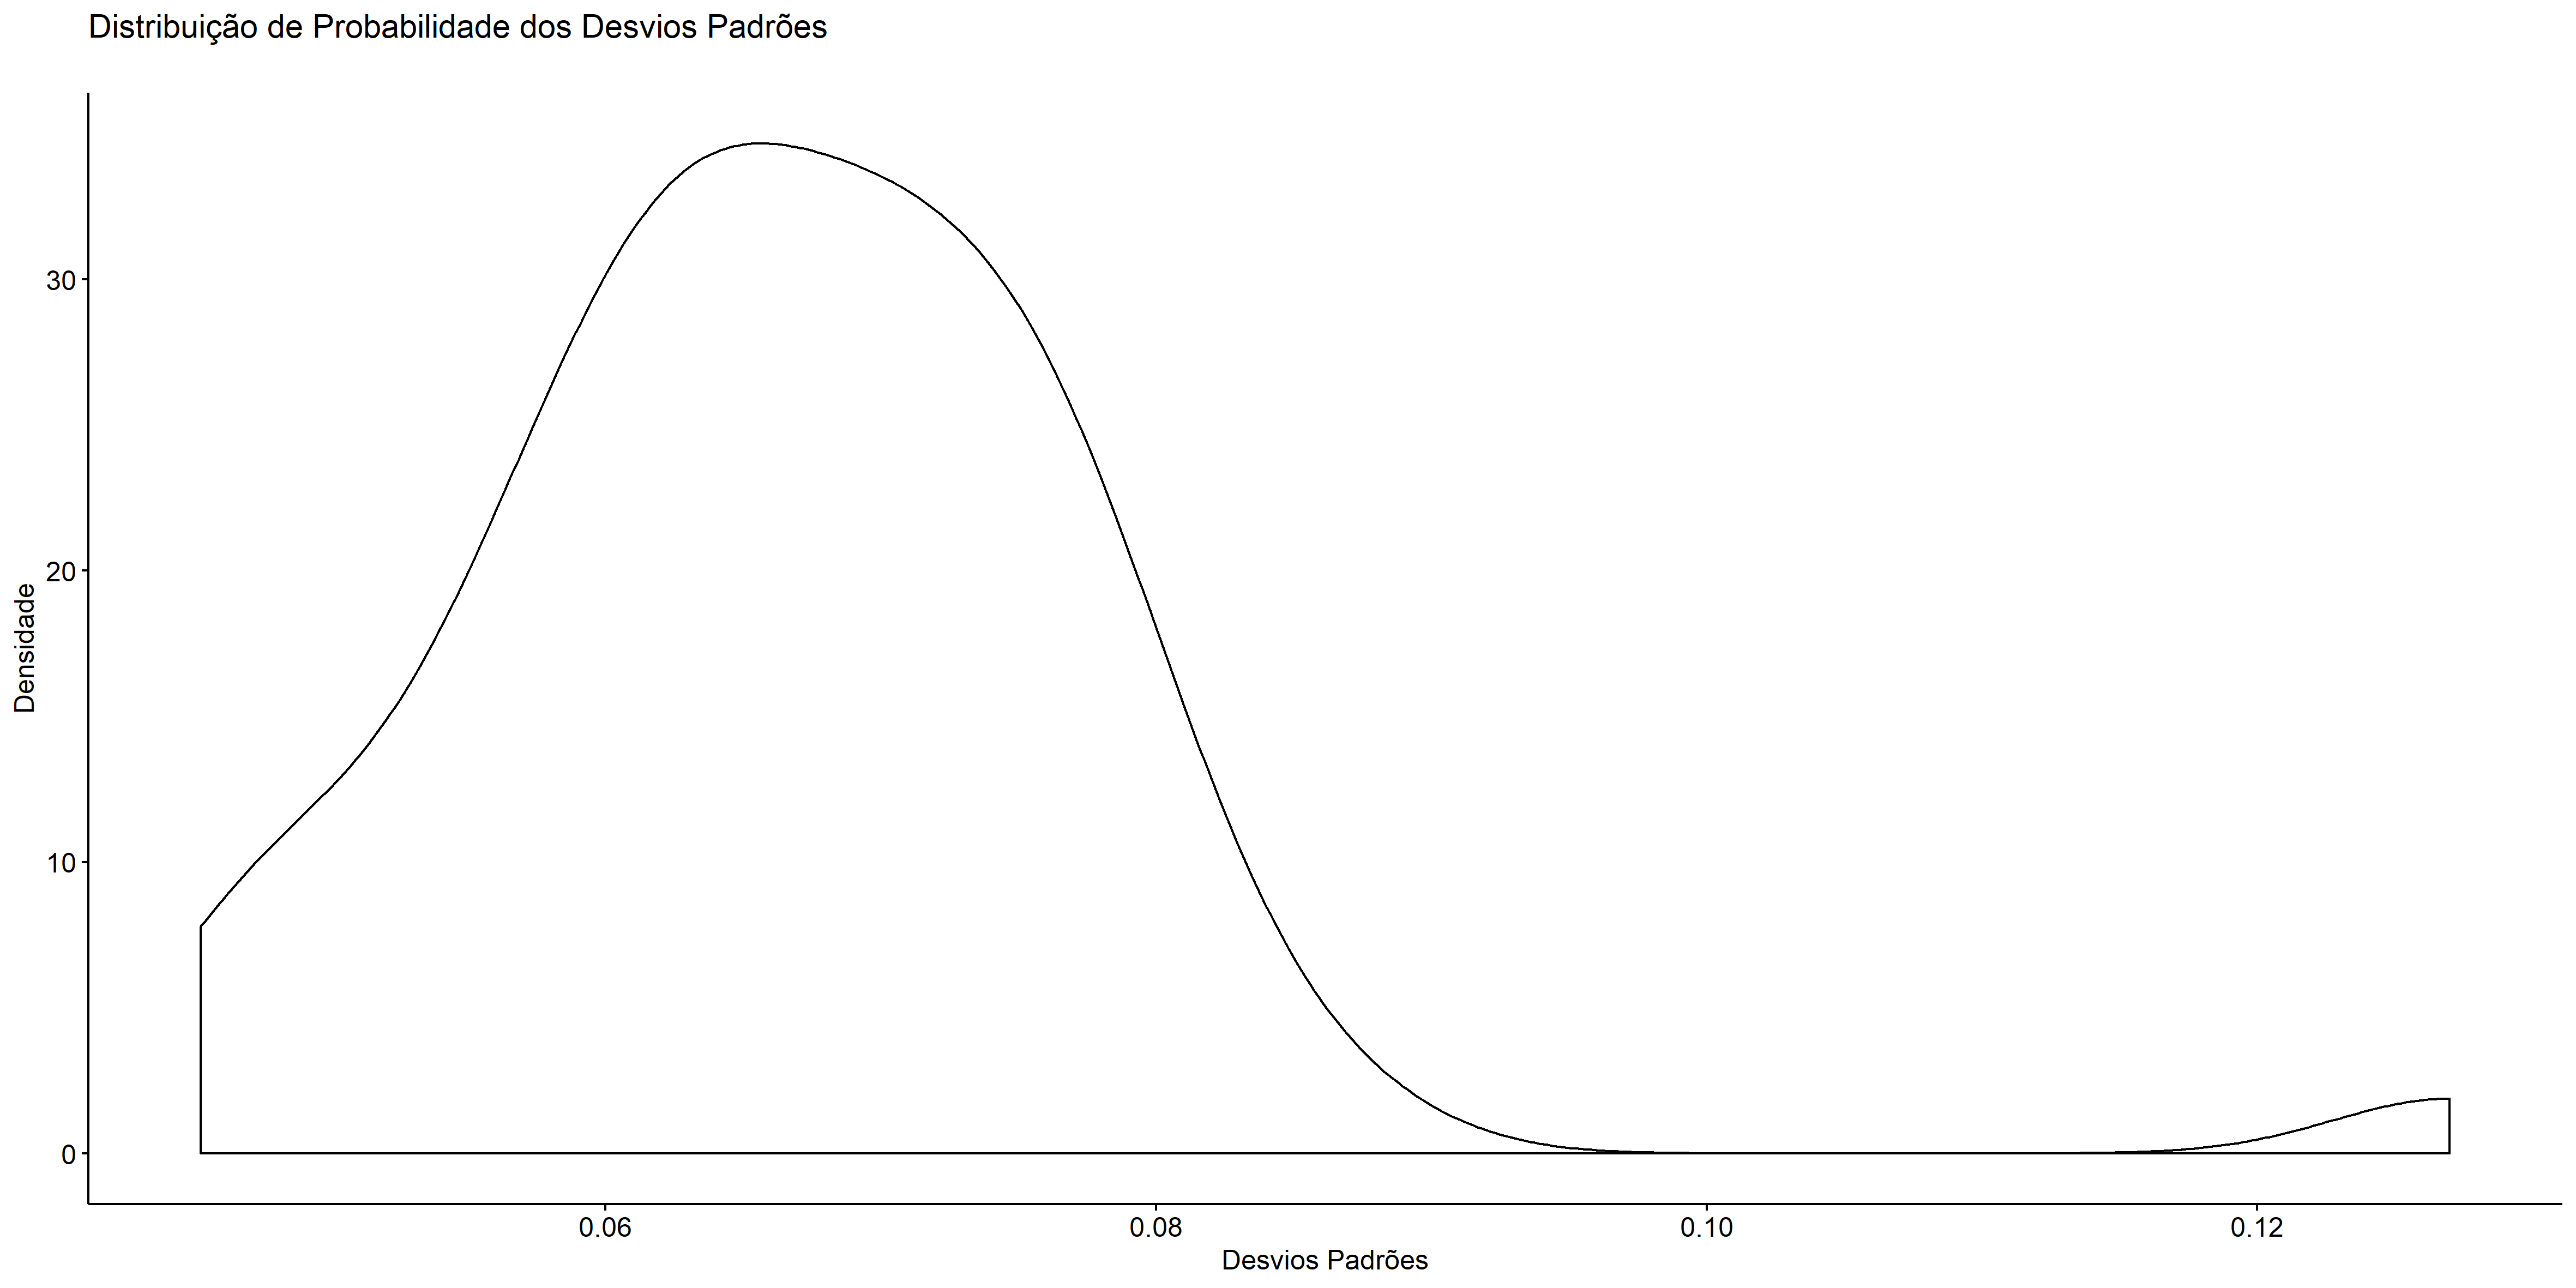 Distribuição de Probabilidade dos Desvios Padrões
30
20
10
0
Densidade
0.06 0.08 0.10 0.12
Desvios Padrões